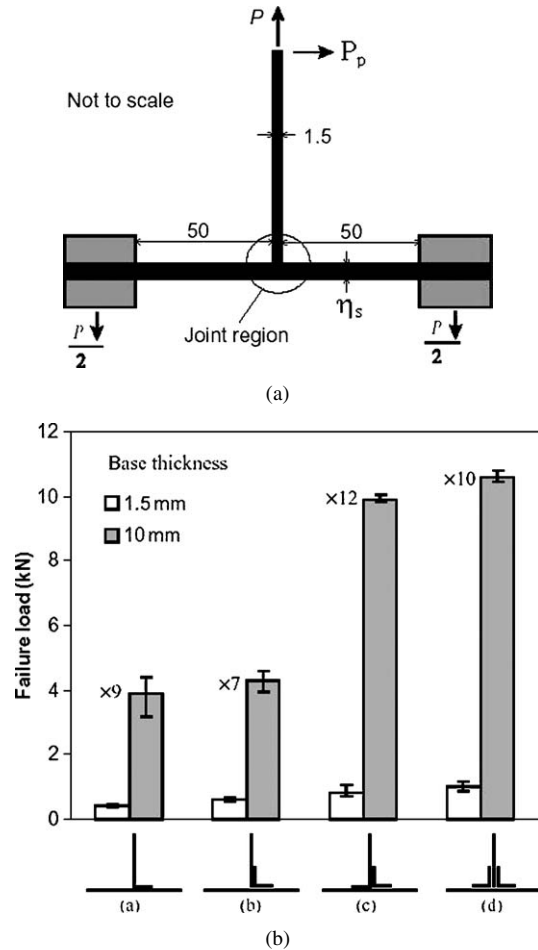 P
P_p
Not to scale
1.5
50
50
η_s
Joint region
P/2
P/2
(a)
12
10
8
6
4
2
0
Failure load (kN)
Base thickness
1.5 mm
10 mm
×9
×7
×12
×10
(a)
(b)
(c)
(d)
(b)